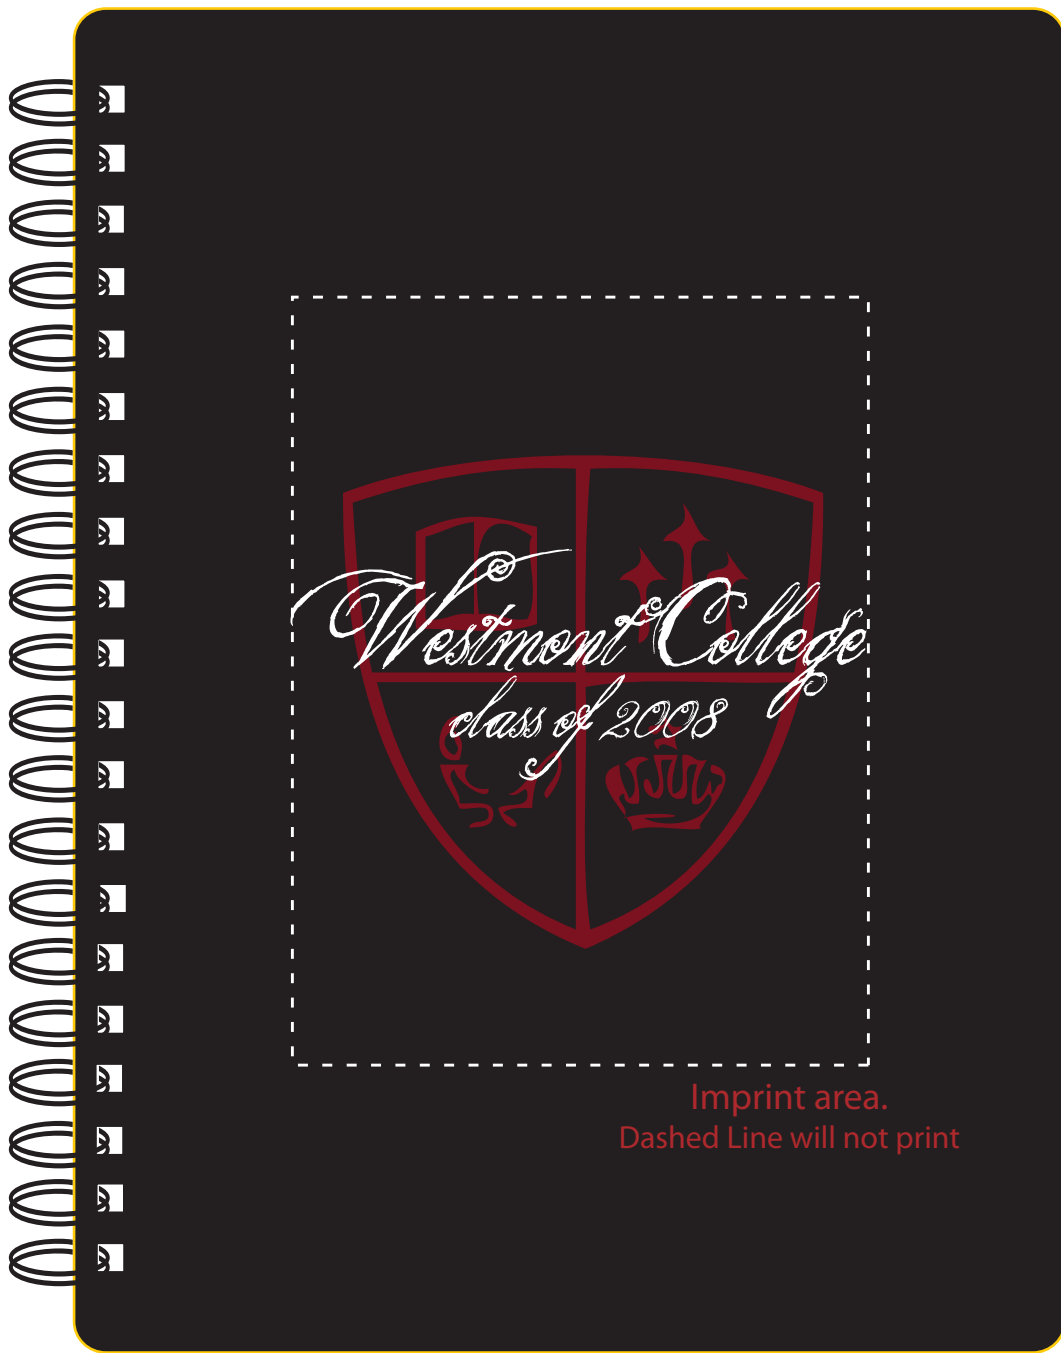 Westmont College
class of 2008
Imprint area.
Dashed Line will not print